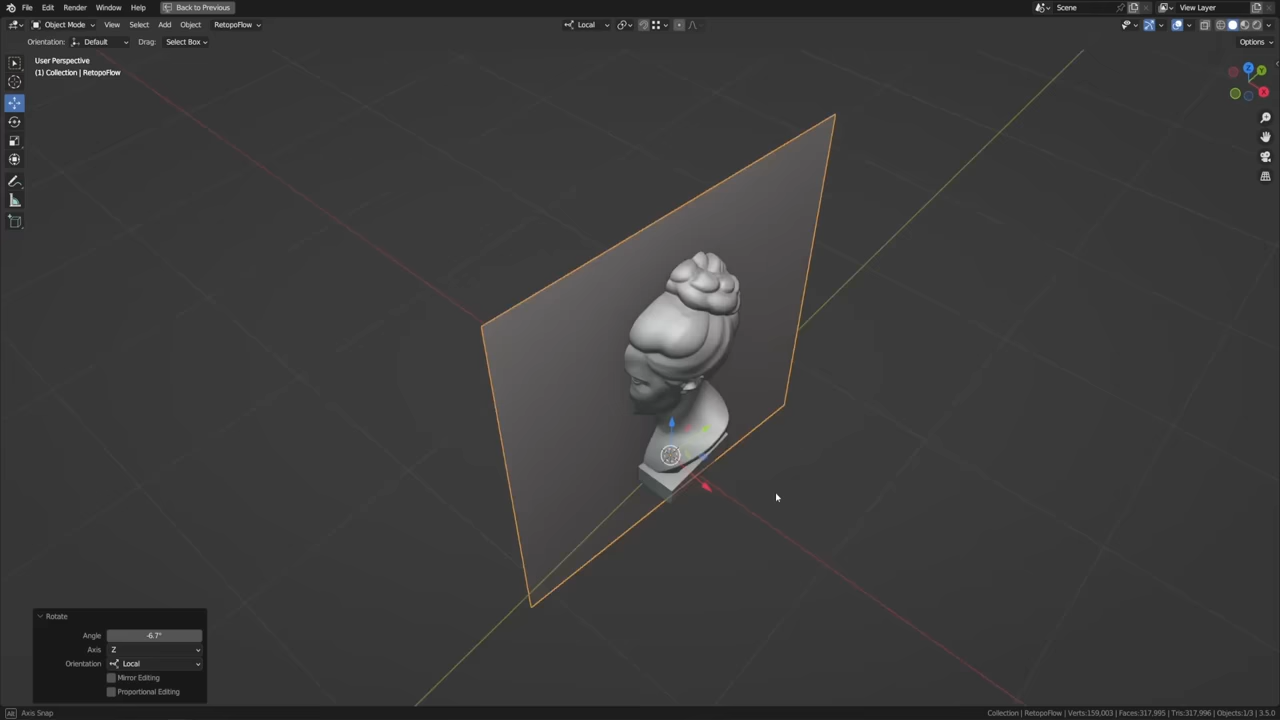 File Edit Render Window Help Back to Previous Scene View Layer
Object Mode View Select Add Object RetopoFlow Local
Orientation: Default Drag: Select Box Options
User Perspective
(1) Collection | RetopoFlow
Z
Y
X
Rotate
Angle -6.7°
Axis Z
Orientation Local
Mirror Editing
Proportional Editing
Alt Axis Snap Collection | RetopoFlow | Verts:159,003 | Faces:317,995 | Tris:317,996 | Objects:1/3 | 3.5.0